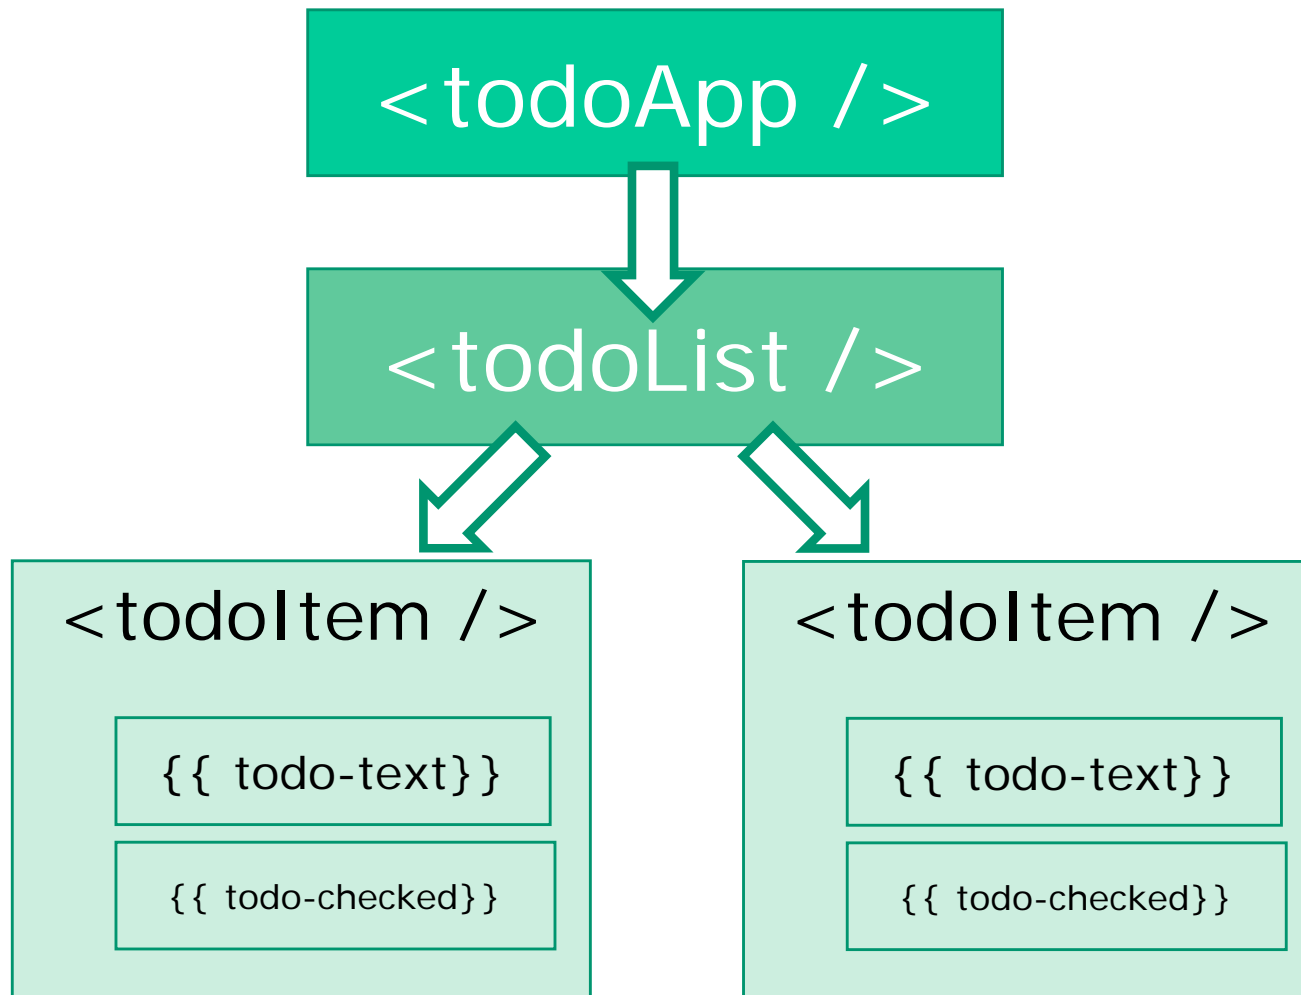 <todoApp />
<todoList />
<todoItem />
{{ todo-text}}
{{ todo-checked}}
<todoItem />
{{ todo-text}}
{{ todo-checked}}